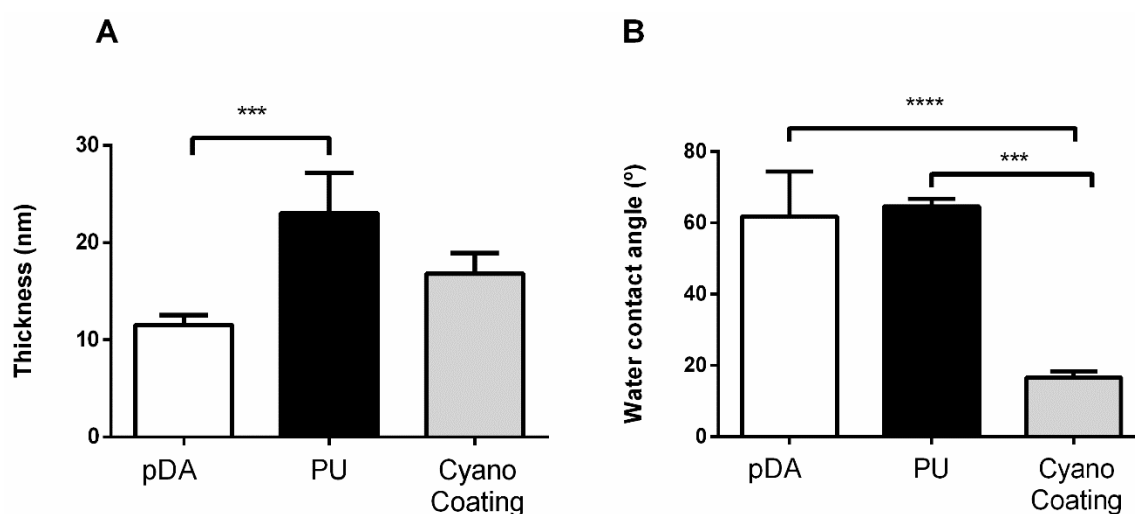 A
***
Thickness (nm)
30
20
10
0
pDA
PU
Cyano
Coating
B
****
***
Water contact angle (º)
80
60
40
20
0
pDA
PU
Cyano
Coating